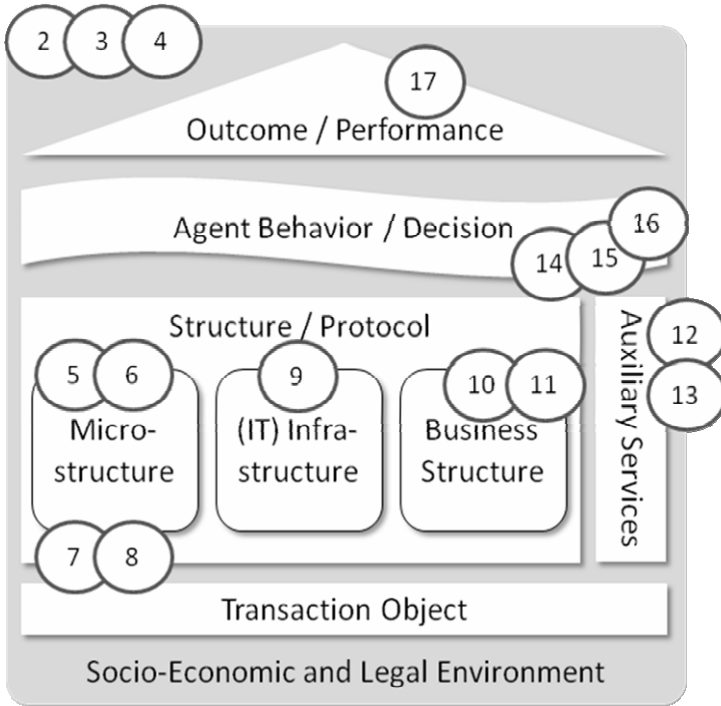 2 3 4
17
Outcome / Performance
16
Agent Behavior / Decision
14 15
Structure / Protocol
12
5 6 9 10 11
13
Micro-
structure
(IT) Infra-
structure
Business
Structure
Auxiliary Services
7 8
Transaction Object
Socio-Economic and Legal Environment